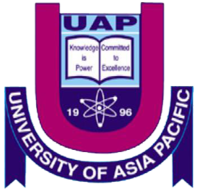 UAP
Knowledge is Power
Committed to Excellence
19 96
UNIVERSITY OF ASIA PACIFIC